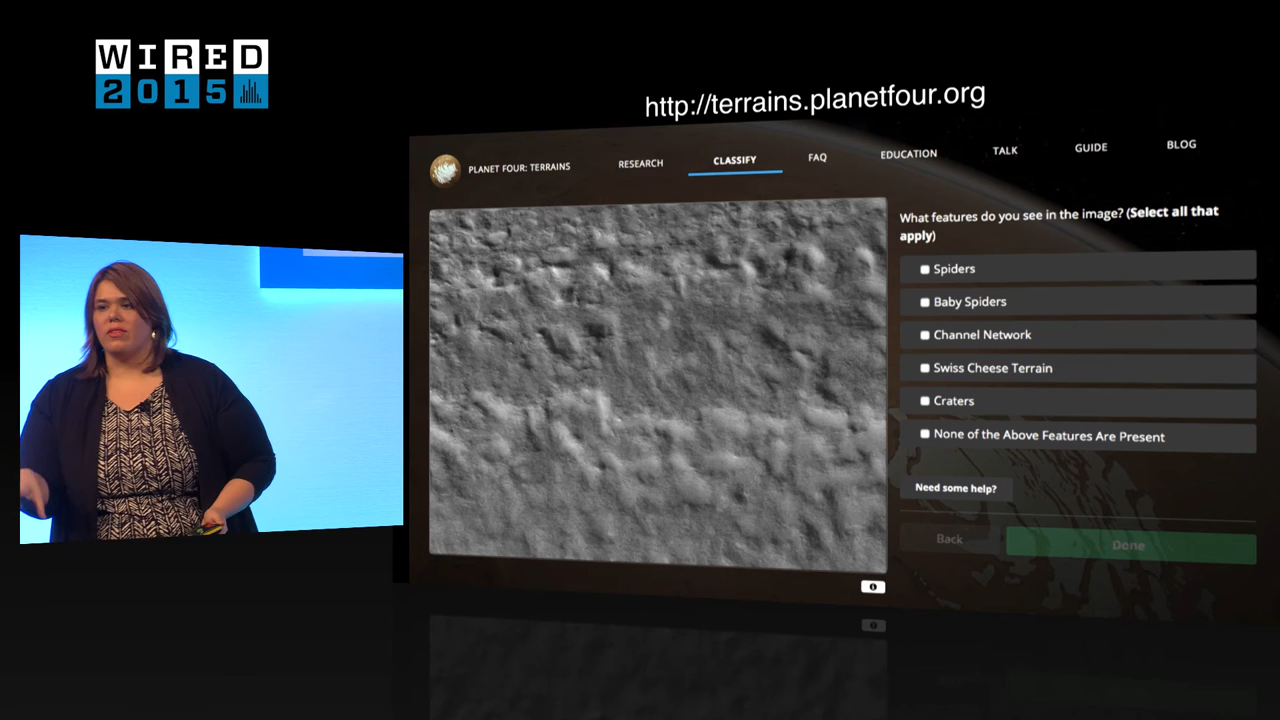 WIRED
2015
http://terrains.planetfour.org
PLANET FOUR: TERRAINS
RESEARCH
CLASSIFY
FAQ
EDUCATION
TALK
GUIDE
BLOG
What features do you see in the image? (Select all that
apply)
Spiders
Baby Spiders
Channel Network
Swiss Cheese Terrain
Craters
None of the Above Features Are Present
Need some help?
Back
Done